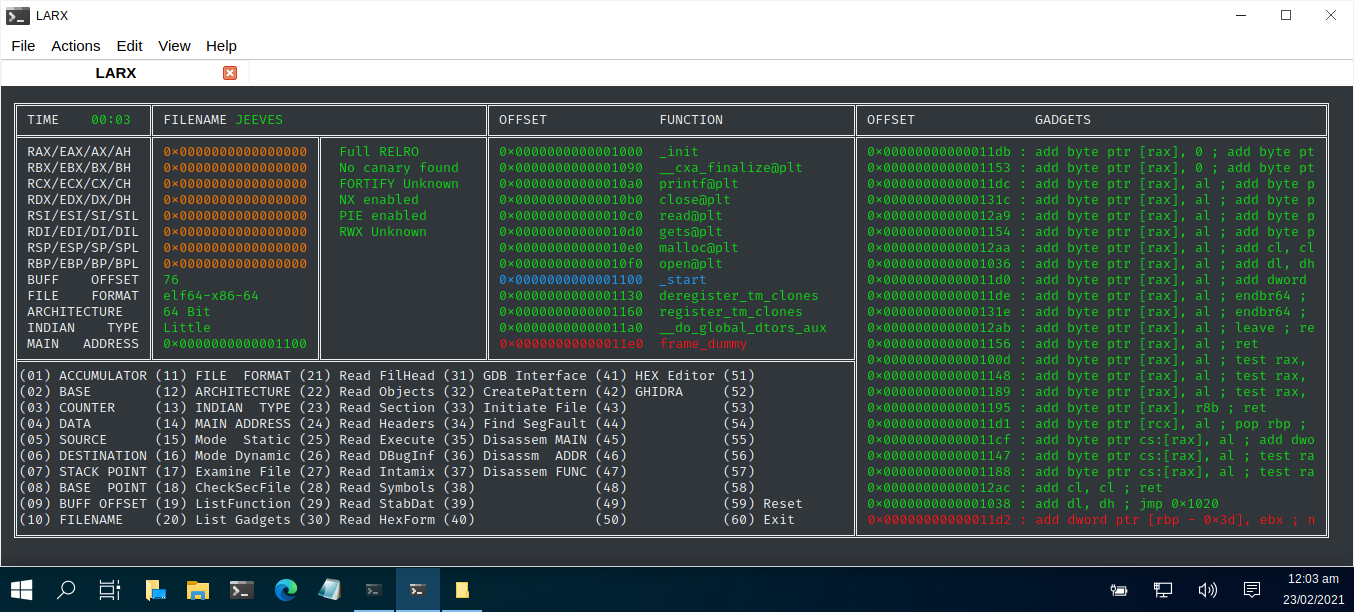 LARX
File Actions Edit View Help
LARX
TIME 00:03 FILENAME JEEVES OFFSET FUNCTION OFFSET GADGETS
RAX/EAX/AX/AH 0×0000000000000000 Full RELRO 0×0000000000001000 _init 0×00000000000011db : add byte ptr [rax], 0 ; add byte pt
RBX/EBX/BX/BH 0×0000000000000000 No canary found 0×0000000000001090 __cxa_finalize@plt 0×0000000000001153 : add byte ptr [rax], 0 ; add byte pt
RCX/ECX/CX/CH 0×0000000000000000 FORTIFY Unknown 0×00000000000010a0 printf@plt 0×00000000000011dc : add byte ptr [rax], al ; add byte p
RDX/EDX/DX/DH 0×0000000000000000 NX enabled 0×00000000000010b0 close@plt 0×000000000000131c : add byte ptr [rax], al ; add byte p
RSI/ESI/SI/SIL 0×0000000000000000 PIE enabled 0×00000000000010c0 read@plt 0×00000000000012a9 : add byte ptr [rax], al ; add byte p
RDI/EDI/DI/DIL 0×0000000000000000 RWX Unknown 0×00000000000010d0 gets@plt 0×0000000000001154 : add byte ptr [rax], al ; add byte p
RSP/ESP/SP/SPL 0×0000000000000000 0×00000000000010e0 malloc@plt 0×00000000000012aa : add byte ptr [rax], al ; add cl, cl
RBP/EBP/BP/BPL 0×0000000000000000 0×00000000000010f0 open@plt 0×0000000000001036 : add byte ptr [rax], al ; add dl, dh
BUFF OFFSET 76 0×0000000000001100 _start 0×00000000000011d0 : add byte ptr [rax], al ; add dword
FILE FORMAT elf64-x86-64 0×0000000000001130 deregister_tm_clones 0×00000000000011de : add byte ptr [rax], al ; endbr64 ;
ARCHITECTURE 64 Bit 0×0000000000001160 register_tm_clones 0×000000000000131e : add byte ptr [rax], al ; endbr64 ;
INDIAN TYPE Little 0×00000000000011a0 __do_global_dtors_aux 0×00000000000012ab : add byte ptr [rax], al ; leave ; re
MAIN ADDRESS 0×0000000000001100 0×00000000000011e0 frame_dummy 0×0000000000001156 : add byte ptr [rax], al ; ret
0×000000000000100d : add byte ptr [rax], al ; test rax,
(01) ACCUMULATOR (11) FILE FORMAT (21) Read FilHead (31) GDB Interface (41) HEX Editor (51) 0×0000000000001148 : add byte ptr [rax], al ; test rax,
(02) BASE (12) ARCHITECTURE (22) Read Objects (32) CreatePattern (42) GHIDRA (52) 0×0000000000001189 : add byte ptr [rax], al ; test rax,
(03) COUNTER (13) INDIAN TYPE (23) Read Section (33) Initiate File (43) (53) 0×0000000000001195 : add byte ptr [rax], r8b ; ret
(04) DATA (14) MAIN ADDRESS (24) Read Headers (34) Find SegFault (44) (54) 0×00000000000011d1 : add byte ptr [rcx], al ; pop rbp ;
(05) SOURCE (15) Mode Static (25) Read Execute (35) Disassem MAIN (45) (55) 0×00000000000011cf : add byte ptr cs:[rax], al ; add dwo
(06) DESTINATION (16) Mode Dynamic (26) Read DBugInf (36) Disassm ADDR (46) (56) 0×0000000000001147 : add byte ptr cs:[rax], al ; test ra
(07) STACK POINT (17) Examine File (27) Read Intamix (37) Disassem FUNC (47) (57) 0×0000000000001188 : add byte ptr cs:[rax], al ; test ra
(08) BASE POINT (18) CheckSecFile (28) Read Symbols (38) (48) (58) 0×00000000000012ac : add cl, cl ; ret
(09) BUFF OFFSET (19) ListFunction (29) Read StabDat (39) (49) (59) Reset 0×0000000000001038 : add dl, dh ; jmp 0×1020
(10) FILENAME (20) List Gadgets (30) Read HexForm (40) (50) (60) Exit 0×00000000000011d2 : add dword ptr [rbp - 0×3d], ebx ; n
12:03 am
23/02/2021